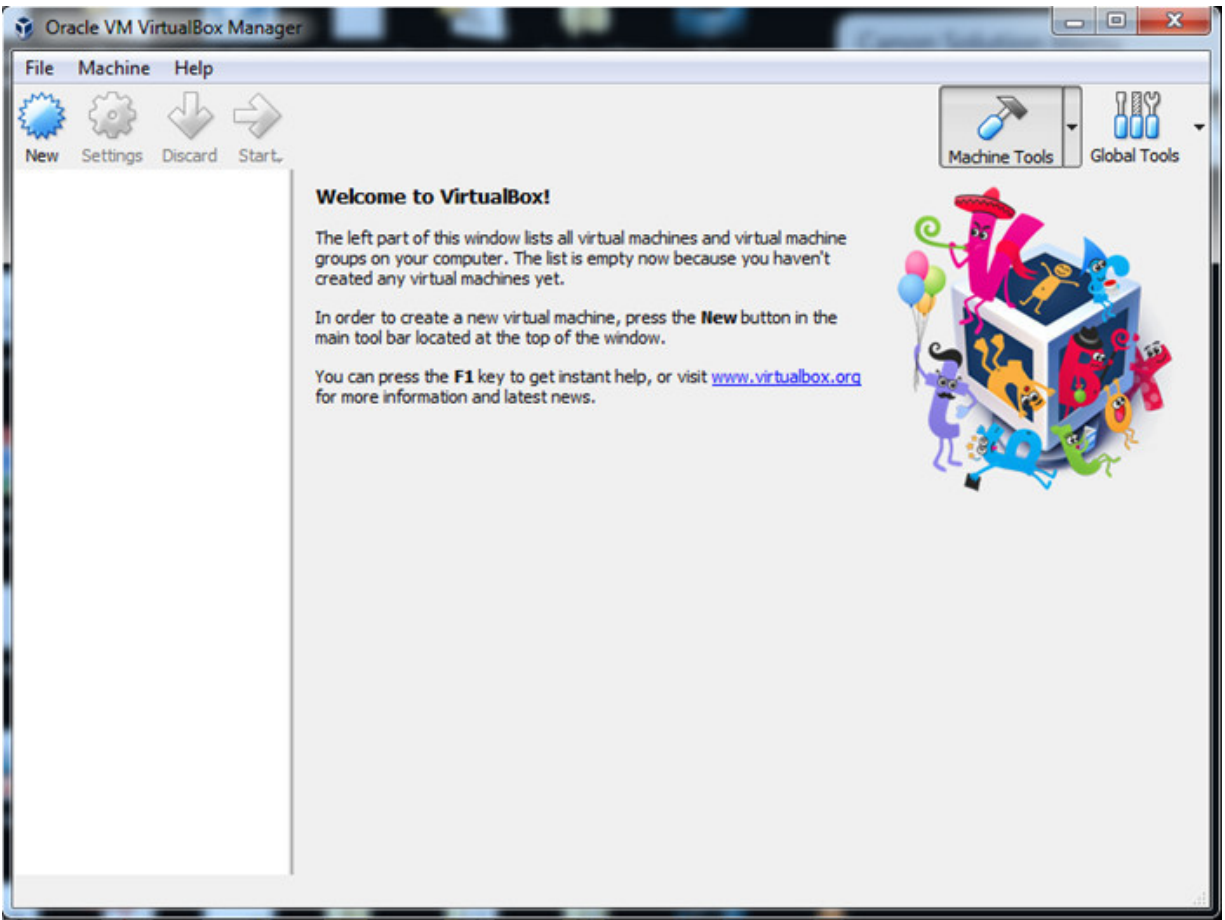 Oracle VM VirtualBox Manager
File Machine Help
New Settings Discard Start
Machine Tools Global Tools
Welcome to VirtualBox!
The left part of this window lists all virtual machines and virtual machine
groups on your computer. The list is empty now because you haven't
created any virtual machines yet.
In order to create a new virtual machine, press the New button in the
main tool bar located at the top of the window.
You can press the F1 key to get instant help, or visit www.virtualbox.org
for more information and latest news.